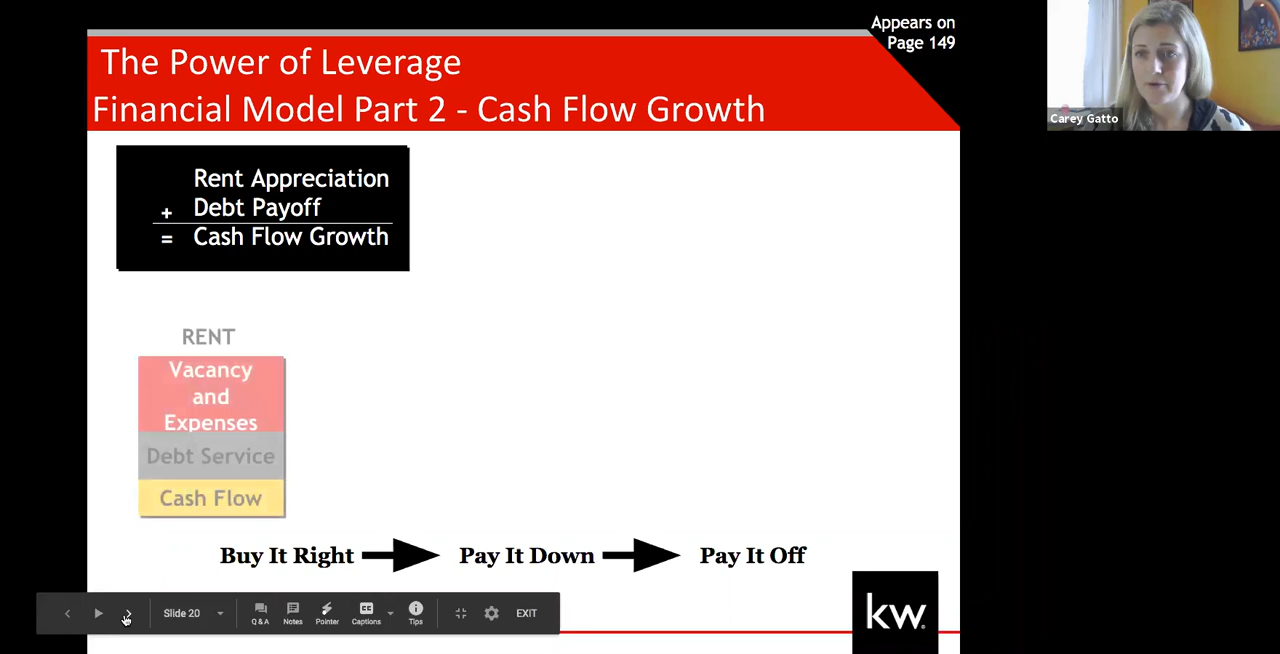 Appears on
Page 149
The Power of Leverage
Financial Model Part 2 - Cash Flow Growth
Carey Gatto
Rent Appreciation
+ Debt Payoff
= Cash Flow Growth
RENT
Vacancy
and
Expenses
Debt Service
Cash Flow
Buy It Right Pay It Down Pay It Off
Slide 20
Q & A Notes Pointer Captions Tips EXIT
CC
kw.